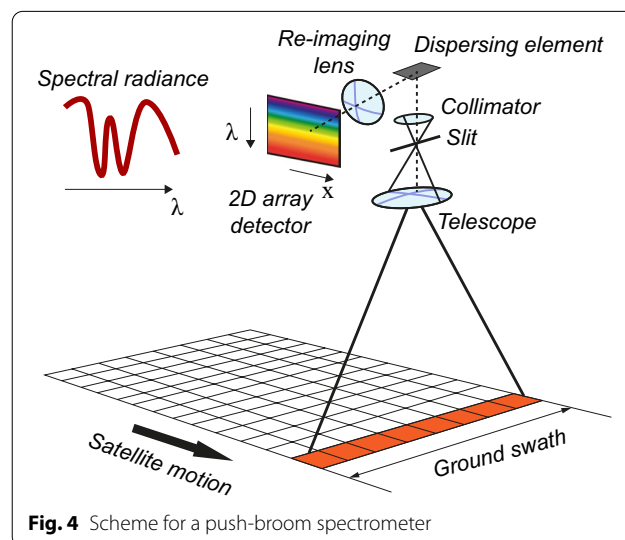 Re-imaging
lens
Dispersing element
Spectral radiance
Collimator
λ
Slit
λ
x
2D array
detector
Telescope
Satellite motion
Ground swath
Fig. 4 Scheme for a push-broom spectrometer